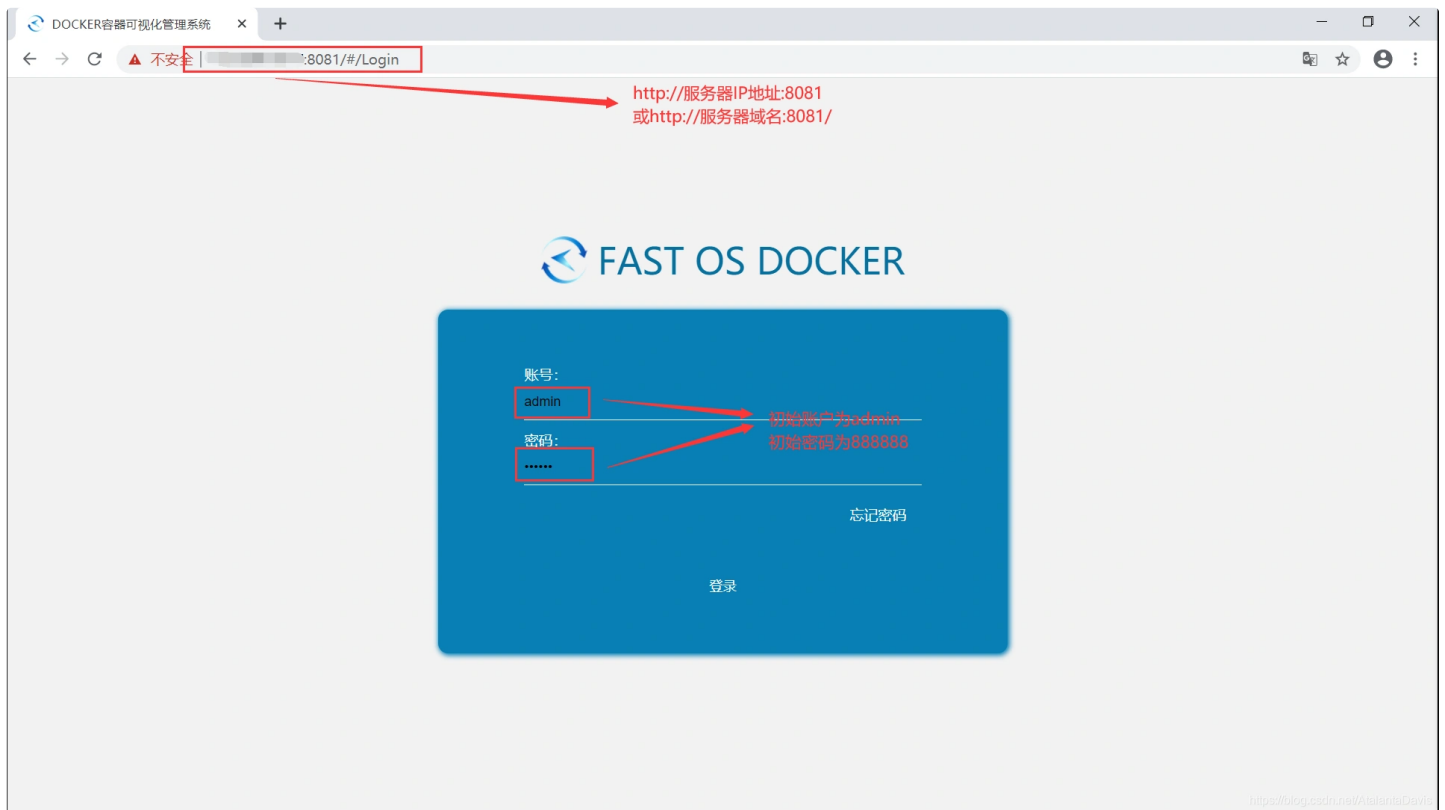 DOCKER容器可视化管理系统
不安全 :8081/#/Login
http://服务器IP地址:8081
或http://服务器域名:8081/
FAST OS DOCKER
账号:
admin
初始账户为admin
密码:
初始密码为888888
••••••
忘记密码
登录